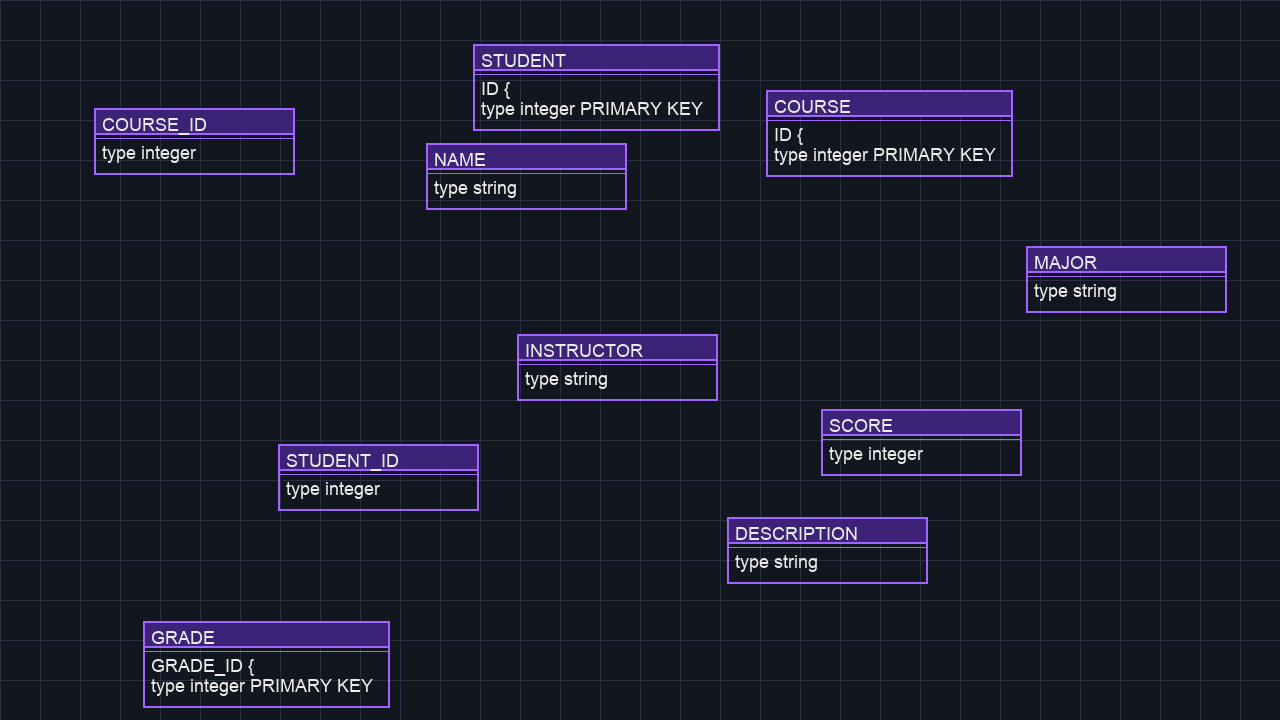 STUDENT
ID {
type integer PRIMARY KEY
COURSE
ID {
type integer PRIMARY KEY
COURSE_ID
type integer
NAME
type string
MAJOR
type string
INSTRUCTOR
type string
SCORE
type integer
STUDENT_ID
type integer
DESCRIPTION
type string
GRADE
GRADE_ID {
type integer PRIMARY KEY